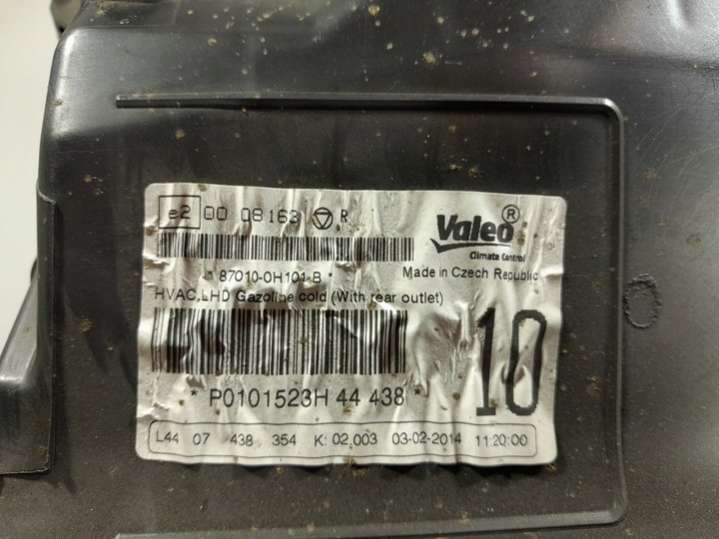 e2 00 08163 R
Valeo ®
Climate Control
* 87010-0H101-B *
Made in Czech Republic
HVAC,LHD Gazoline cold (With rear outlet)
10
* P0101523H 44 438 *
L44 07 438 354 K: 02.003 03-02-2014 11:20:00